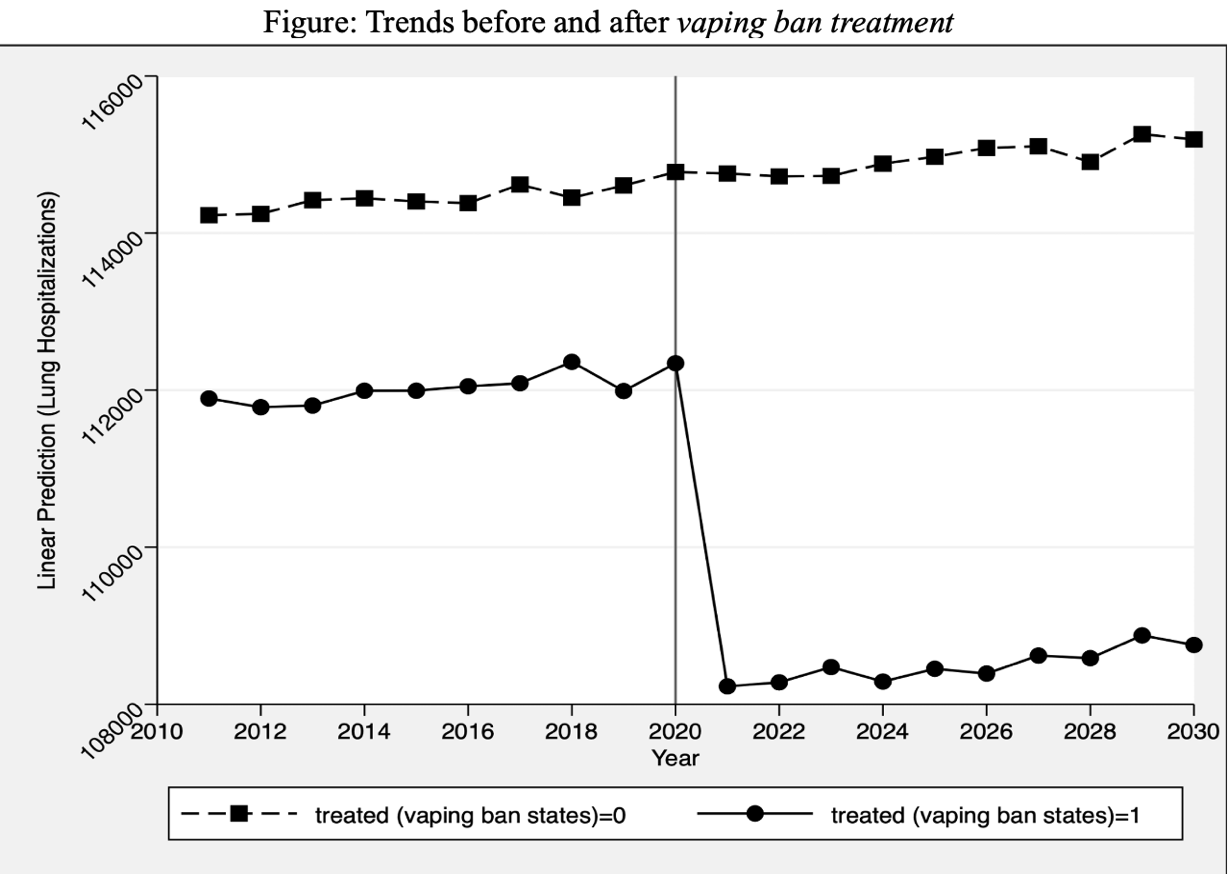 Figure: Trends before and after vaping ban treatment
116000
114000
112000
110000
108000
Linear Prediction (Lung Hospitalizations)
2010 2012 2014 2016 2018 2020 2022 2024 2026 2028 2030
Year
treated (vaping ban states)=0 treated (vaping ban states)=1